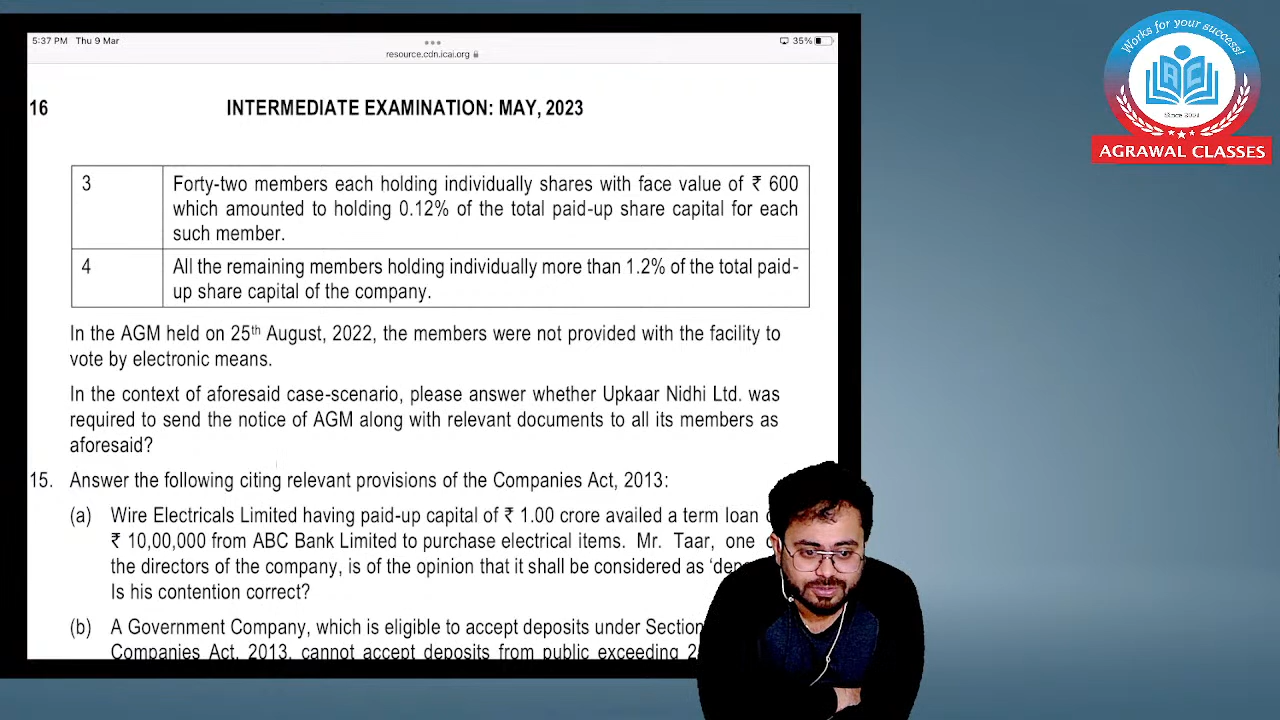 5:37 PM Thu 9 Mar
resource.cdn.icai.org
35%
Works for your success!
AC
Since 2021
AGRAWAL CLASSES
16 INTERMEDIATE EXAMINATION: MAY, 2023
3 Forty-two members each holding individually shares with face value of ₹ 600
which amounted to holding 0.12% of the total paid-up share capital for each
such member.
4 All the remaining members holding individually more than 1.2% of the total paid-
up share capital of the company.
In the AGM held on 25th August, 2022, the members were not provided with the facility to
vote by electronic means.
In the context of aforesaid case-scenario, please answer whether Upkaar Nidhi Ltd. was
required to send the notice of AGM along with relevant documents to all its members as
aforesaid?
15. Answer the following citing relevant provisions of the Companies Act, 2013:
(a) Wire Electricals Limited having paid-up capital of ₹ 1.00 crore availed a term loan
₹ 10,00,000 from ABC Bank Limited to purchase electrical items. Mr. Taar, one
the directors of the company, is of the opinion that it shall be considered as
Is his contention correct?
(b) A Government Company, which is eligible to accept deposits under Section
Companies Act, 2013, cannot accept deposits from public exceeding